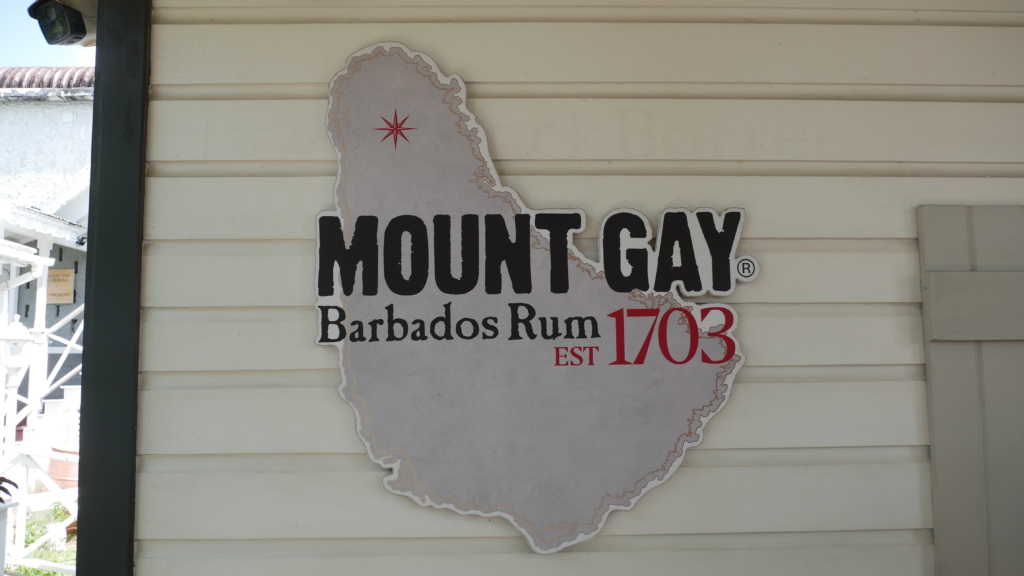 MOUNT GAY®
Barbados Rum
EST 1703